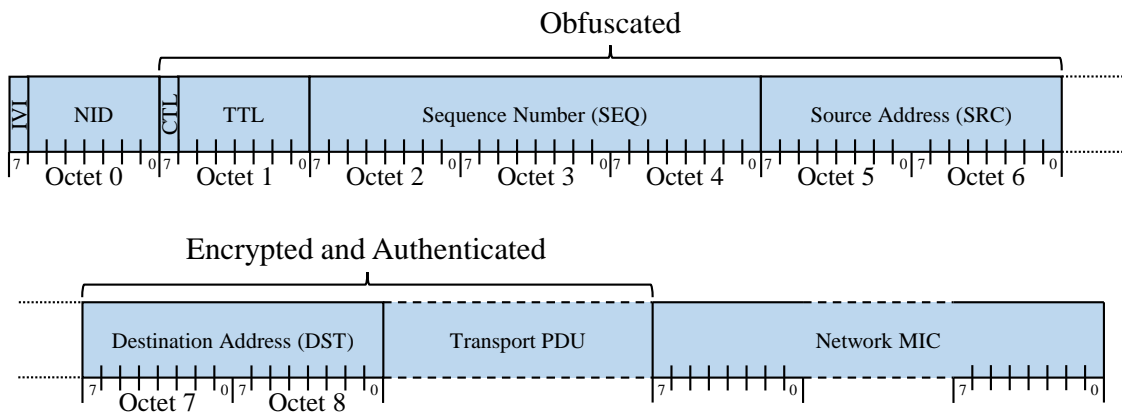 Obfuscated
IVI NID CTL TTL Sequence Number (SEQ) Source Address (SRC)
7 0 7 0 7 0 7 0 7 0 7 0 7 0
Octet 0 Octet 1 Octet 2 Octet 3 Octet 4 Octet 5 Octet 6
Encrypted and Authenticated
Destination Address (DST) Transport PDU Network MIC
7 0 7 0 7 0 7 0
Octet 7 Octet 8